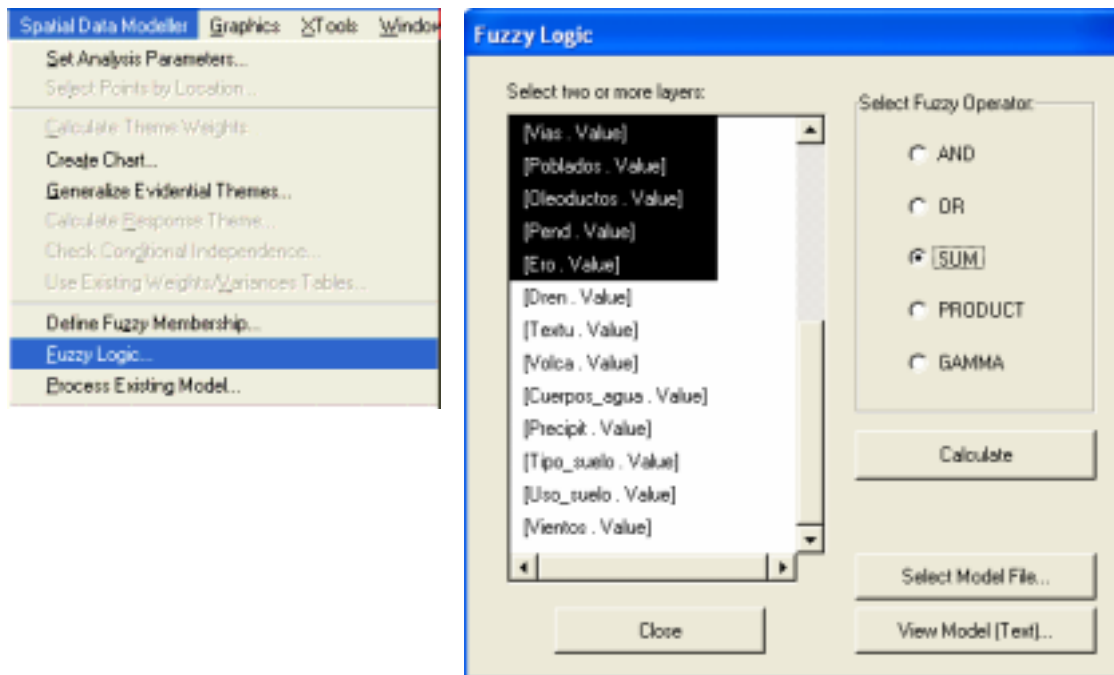 Spatial Data Modeller Graphics XTools Window
Set Analysis Parameters...
Select Points by Location...
Calculate Theme Weights
Create Chart...
Generalize Evidential Themes...
Calculate Response Theme...
Check Conditional Independence...
Use Existing Weights/Variances Tables...
Define Fuzzy Membership...
Fuzzy Logic...
Process Existing Model...
Fuzzy Logic
Select two or more layers:
[Vias . Value]
[Poblados . Value]
[Oleoductos . Value]
[Pend . Value]
[Ero . Value]
[Dren . Value]
[Textu . Value]
[Volca . Value]
[Cuerpos_agua . Value]
[Precipit . Value]
[Tipo_suelo . Value]
[Uso_suelo . Value]
[Vientos . Value]
Close
Select Fuzzy Operator:
AND
OR
SUM
PRODUCT
GAMMA
Calculate
Select Model File...
View Model (Text)...